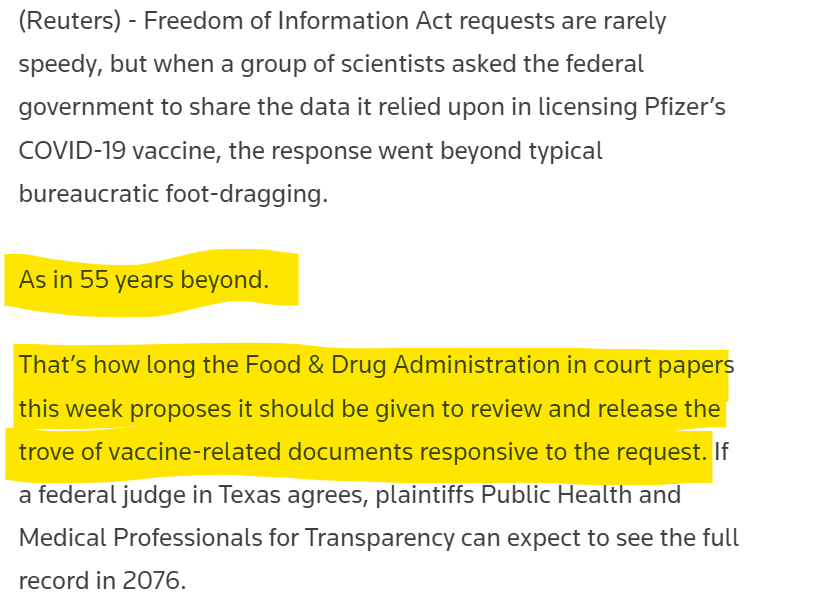 (Reuters) - Freedom of Information Act requests are rarely
speedy, but when a group of scientists asked the federal
government to share the data it relied upon in licensing Pfizer’s
COVID-19 vaccine, the response went beyond typical
bureaucratic foot-dragging.
As in 55 years beyond.
That’s how long the Food & Drug Administration in court papers
this week proposes it should be given to review and release the
trove of vaccine-related documents responsive to the request. If
a federal judge in Texas agrees, plaintiffs Public Health and
Medical Professionals for Transparency can expect to see the full
record in 2076.